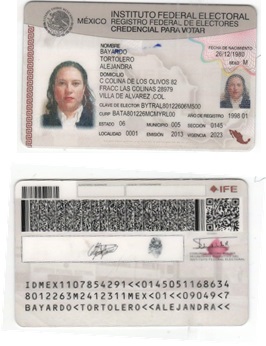 MÉXICO
INSTITUTO FEDERAL ELECTORAL
REGISTRO FEDERAL DE ELECTORES
CREDENCIAL PARA VOTAR
NOMBRE
BAYARDO
TORTOLERO
ALEJANDRA
FECHA DE NACIMIENTO
26/12/1980
SEXO M
DOMICILIO
C COLINA DE LOS OLIVOS 82
FRACC LAS COLINAS 28979
VILLA DE ALVAREZ ,COL.
CLAVE DE ELECTOR BYTRAL80122606M500
CURP BATA801226MCMYRL00
AÑO DE REGISTRO 1998 01
ESTADO 06
MUNICIPIO 005
SECCIÓN 0145
LOCALIDAD 0001
EMISIÓN 2013
VIGENCIA 2023
IFE
IDMEX1107854291<<0145051168634
8012263M2412311MEX<01<<09049<7
BAYARDO<TORTOLERO<<ALEJANDRA<<